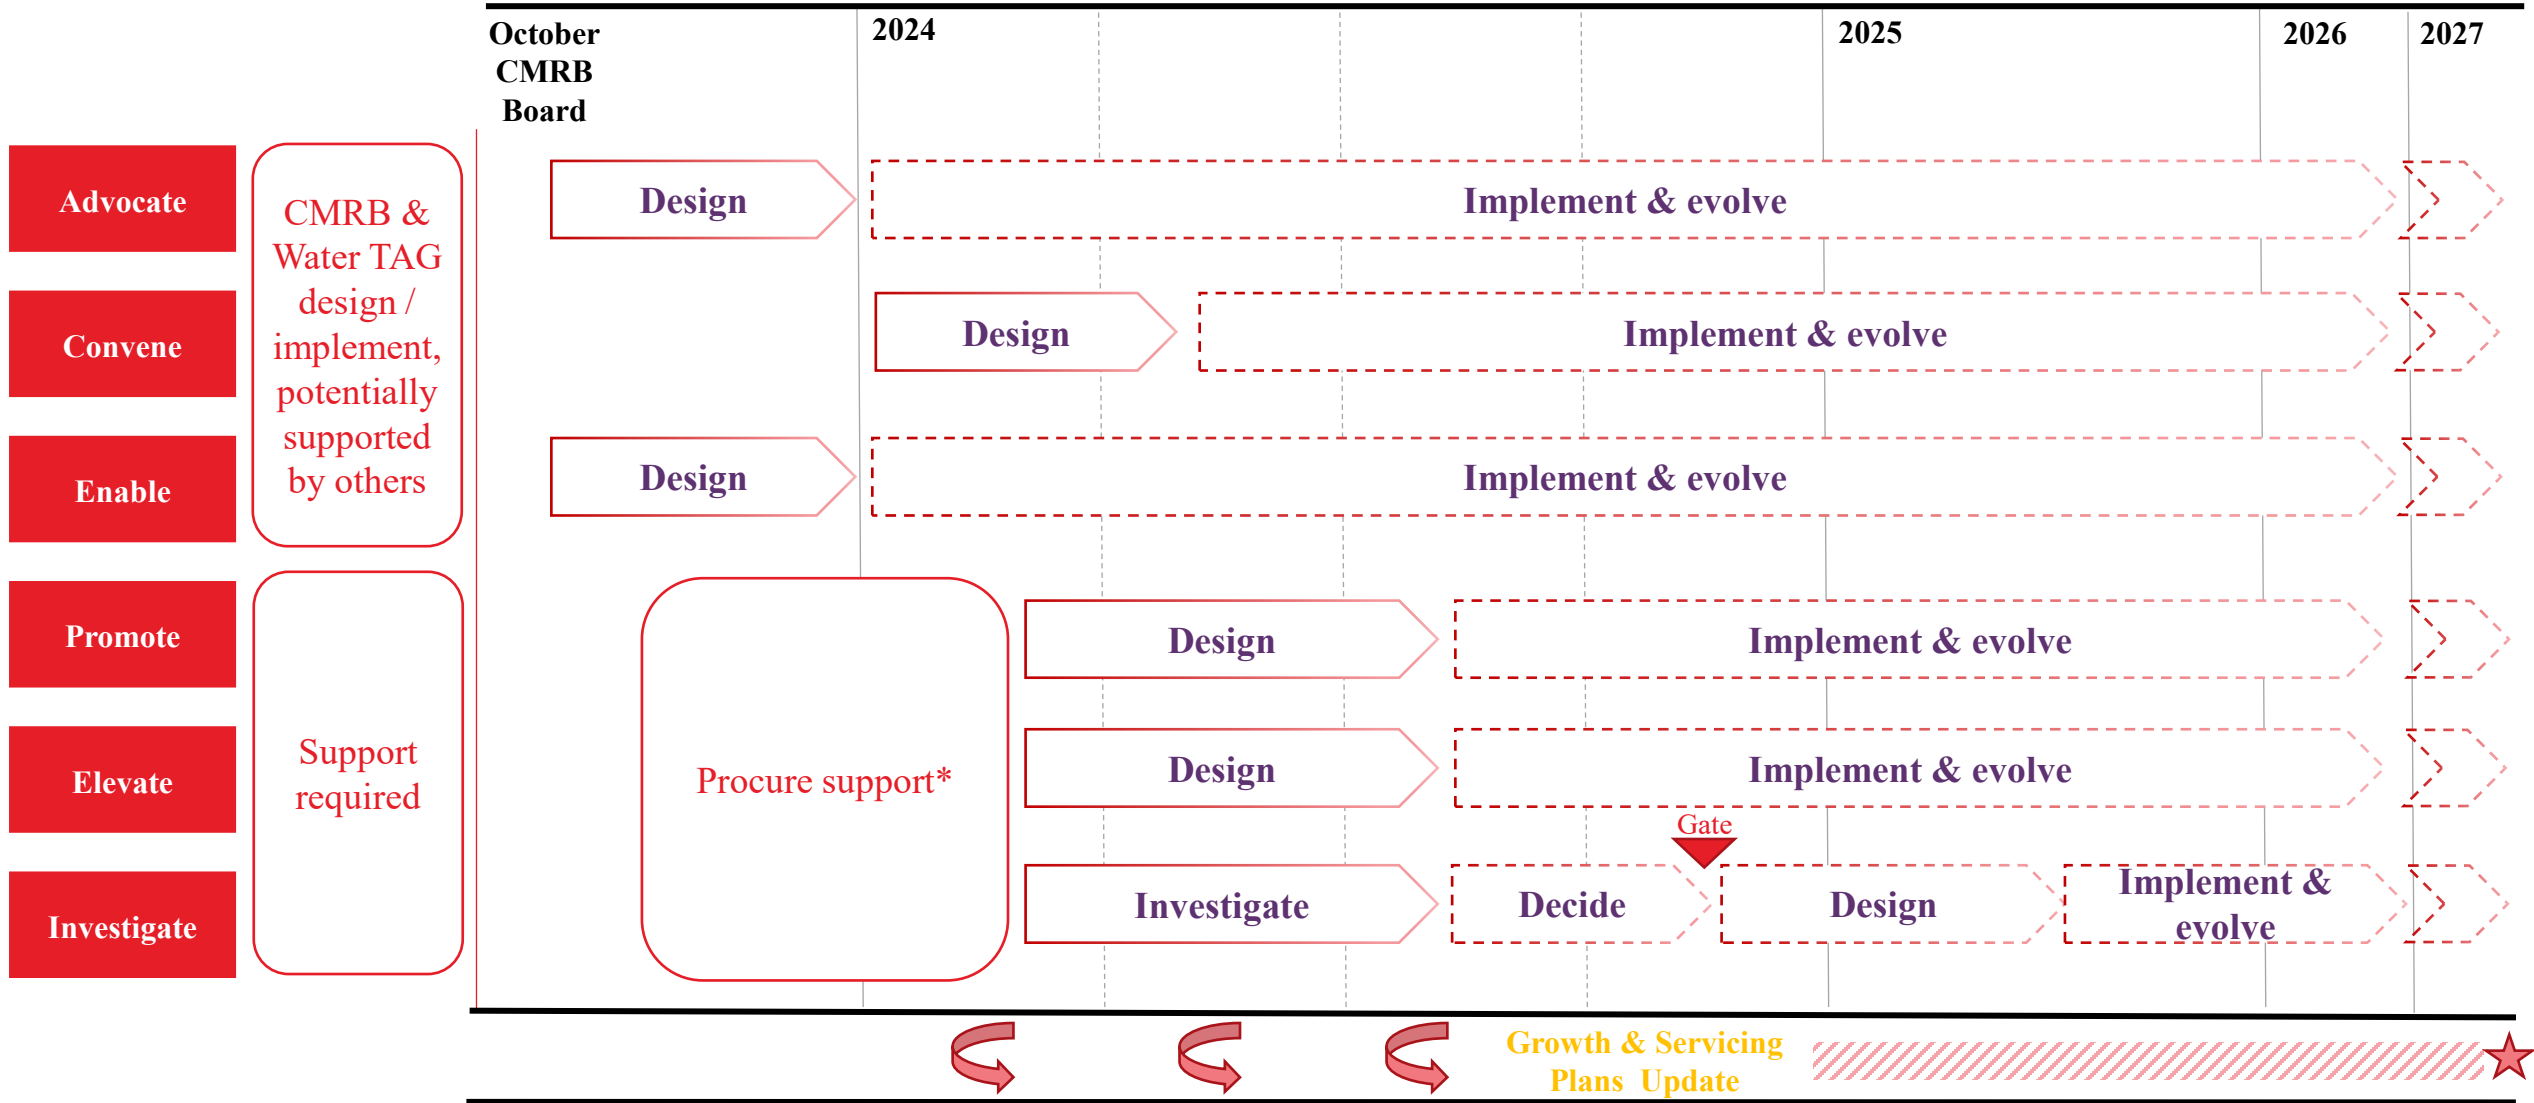 October
CMRB
Board
2024
2025
2026
2027
Advocate
CMRB &
Water TAG
design /
implement,
potentially
supported
by others
Design
Implement & evolve
Convene
Design
Implement & evolve
Enable
Design
Implement & evolve
Promote
Support
required
Procure support*
Design
Implement & evolve
Elevate
Design
Implement & evolve
Gate
Investigate
Investigate
Decide
Design
Implement &
evolve
Growth & Servicing
Plans Update